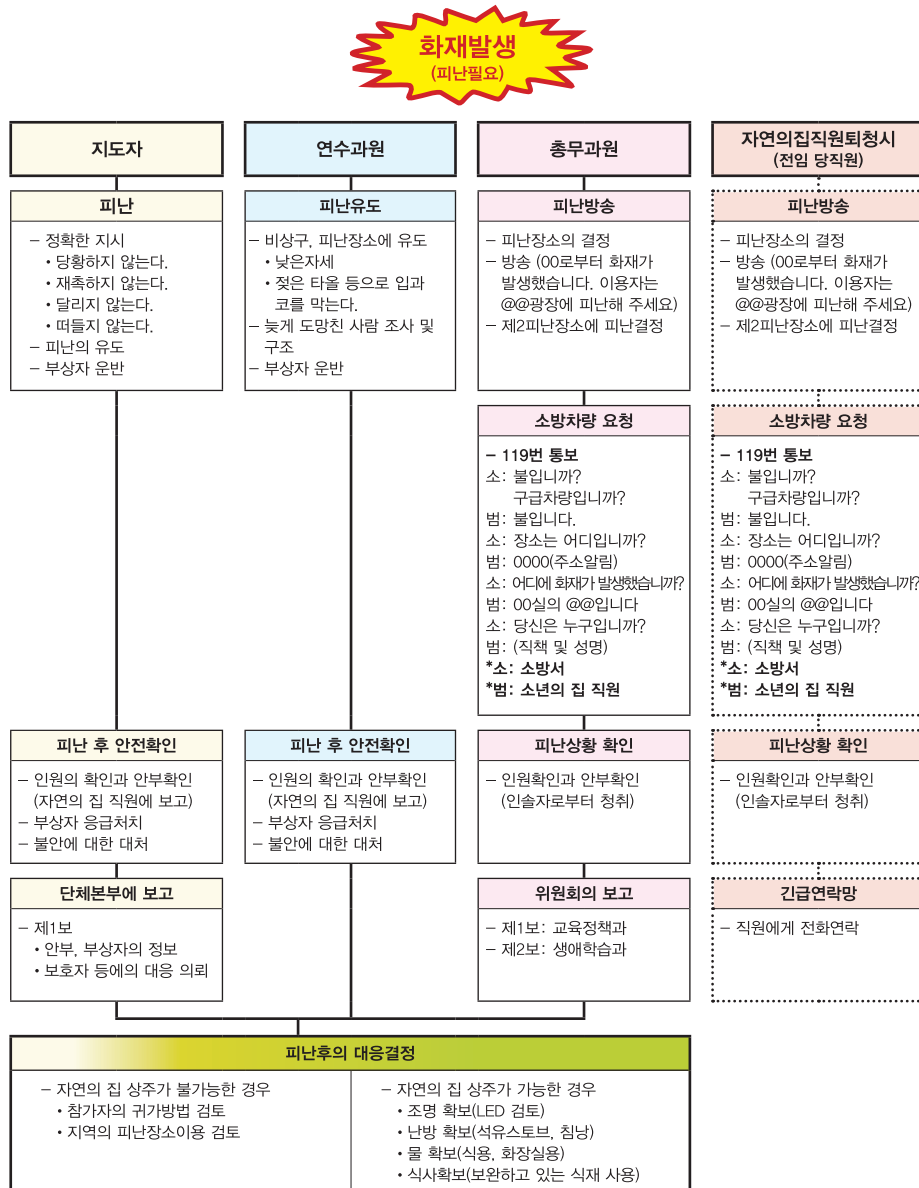 화재발생
(피난필요)
지도자
피난
– 정확한 지시
• 당황하지 않는다.
• 재촉하지 않는다.
• 달리지 않는다.
• 떠들지 않는다.
– 피난의 유도
– 부상자 운반
피난 후 안전확인
– 인원의 확인과 안부확인
(자연의 집 직원에 보고)
– 부상자 응급처치
– 불안에 대한 대처
단체본부에 보고
– 제1보
• 안부, 부상자의 정보
• 보호자 등에의 대응 의뢰
연수과원
피난유도
– 비상구, 피난장소에 유도
• 낮은자세
• 젖은 타올 등으로 입과
코를 막는다.
– 늦게 도망친 사람 조사 및
구조
– 부상자 운반
피난 후 안전확인
– 인원의 확인과 안부확인
(자연의 집 직원에 보고)
– 부상자 응급처치
– 불안에 대한 대처
총무과원
피난방송
– 피난장소의 결정
– 방송 (00로부터 화재가
발생했습니다. 이용자는
@@광장에 피난해 주세요)
– 제2피난장소에 피난결정
소방차량 요청
– 119번 통보
소: 불입니까?
구급차량입니까?
범: 불입니다.
소: 장소는 어디입니까?
범: 0000(주소알림)
소: 어디에 화재가 발생했습니까?
범: 00실의 @@입니다
소: 당신은 누구입니까?
범: (직책 및 성명)
*소: 소방서
*범: 소년의 집 직원
피난상황 확인
– 인원확인과 안부확인
(인솔자로부터 청취)
위원회의 보고
– 제1보: 교육정책과
– 제2보: 생애학습과
자연의집직원퇴청시
(전임 당직원)
피난방송
– 피난장소의 결정
– 방송 (00로부터 화재가
발생했습니다. 이용자는
@@광장에 피난해 주세요)
– 제2피난장소에 피난결정
소방차량 요청
– 119번 통보
소: 불입니까?
구급차량입니까?
범: 불입니다.
소: 장소는 어디입니까?
범: 0000(주소알림)
소: 어디에 화재가 발생했습니까?
범: 00실의 @@입니다
소: 당신은 누구입니까?
범: (직책 및 성명)
*소: 소방서
*범: 소년의 집 직원
피난상황 확인
– 인원확인과 안부확인
(인솔자로부터 청취)
긴급연락망
– 직원에게 전화연락
피난후의 대응결정
– 자연의 집 상주가 불가능한 경우
• 참가자의 귀가방법 검토
• 지역의 피난장소이용 검토
– 자연의 집 상주가 가능한 경우
• 조명 확보(LED 검토)
• 난방 확보(석유스토브, 침낭)
• 물 확보(식용, 화장실용)
• 식사확보(보완하고 있는 식재 사용)